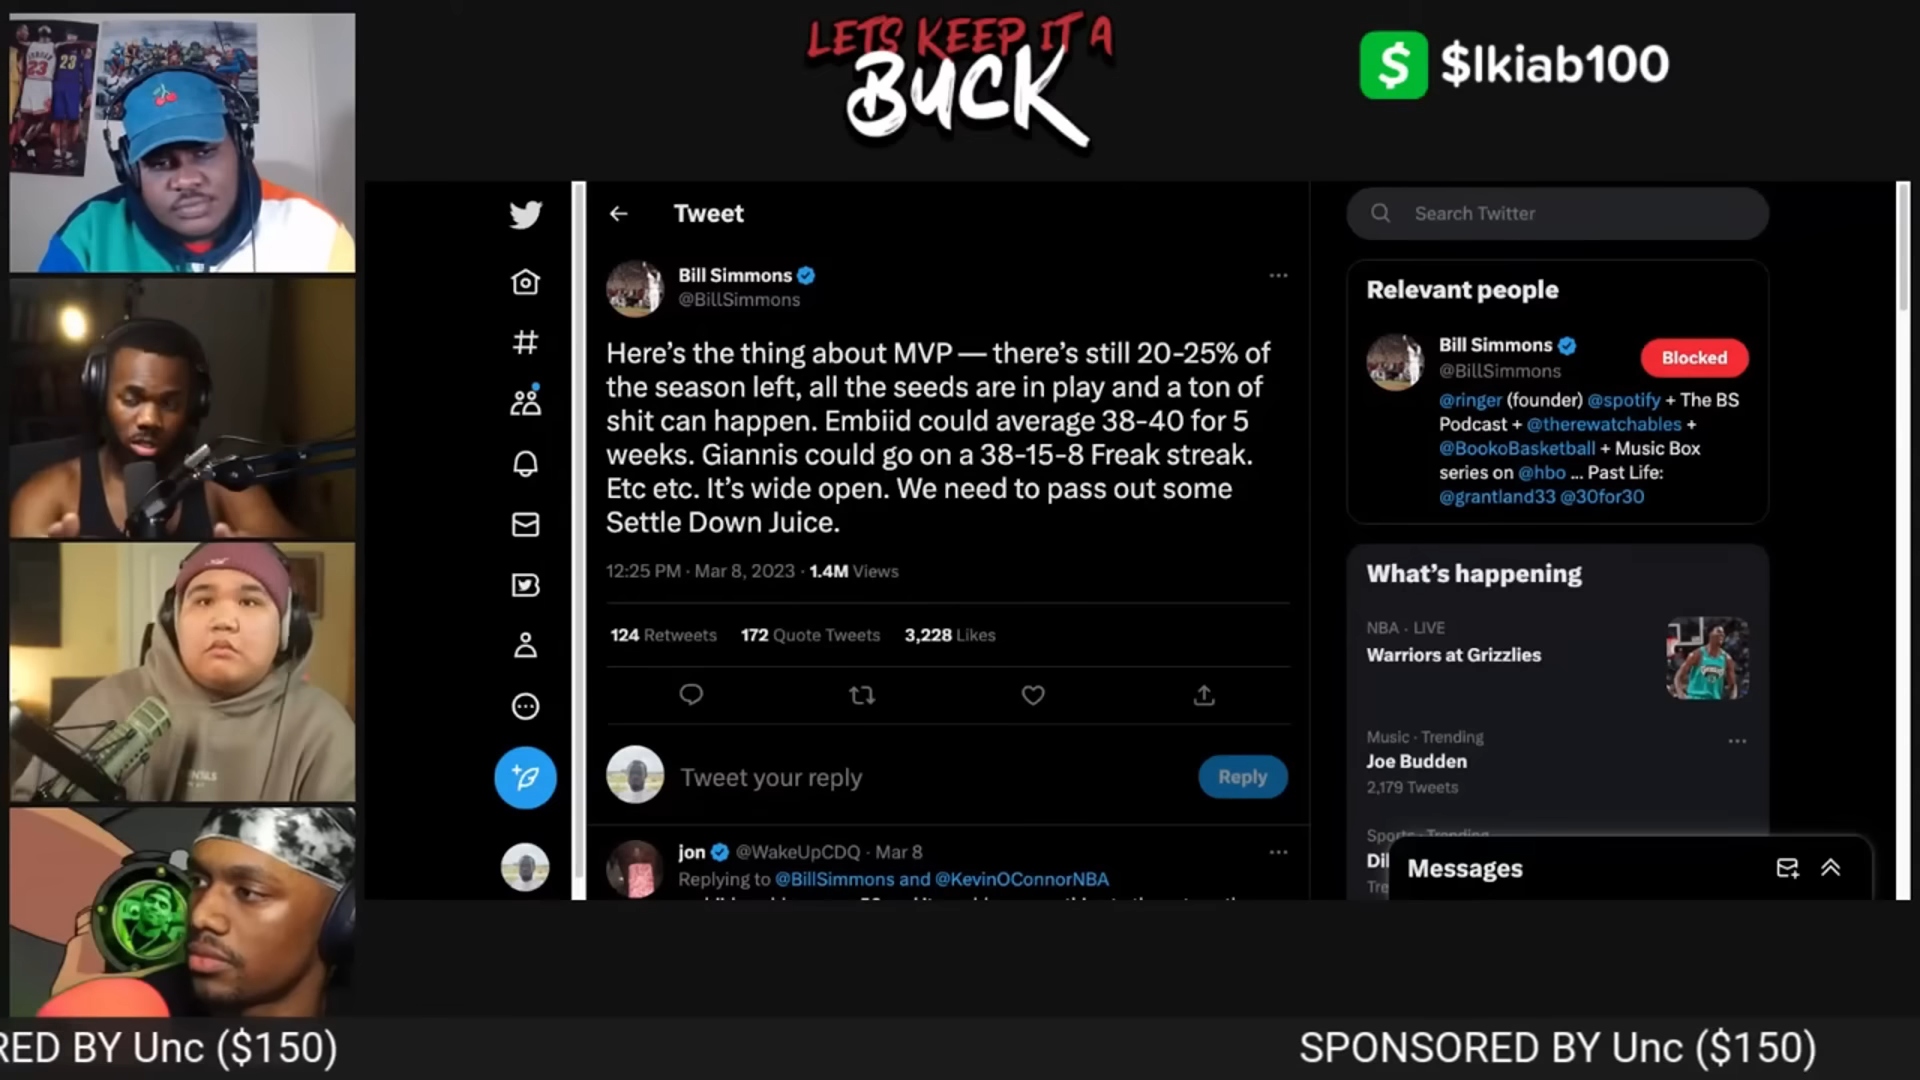 LETS KEEP IT A
BUCK
$
$lkiab100
23
23
Tweet
Bill Simmons
@BillSimmons
Here’s the thing about MVP — there’s still 20-25% of
the season left, all the seeds are in play and a ton of
shit can happen. Embiid could average 38-40 for 5
weeks. Giannis could go on a 38-15-8 Freak streak.
Etc etc. It’s wide open. We need to pass out some
Settle Down Juice.
12:25 PM · Mar 8, 2023 · 1.4M Views
124 Retweets 172 Quote Tweets 3,228 Likes
Tweet your reply
Reply
jon @WakeUpCDQ · Mar 8
Replying to @BillSimmons and @KevinOConnorNBA
Search Twitter
Relevant people
Bill Simmons
@BillSimmons
Blocked
@ringer (founder) @spotify + The BS
Podcast + @therewatchables +
@BookoBasketball + Music Box
series on @hbo ... Past Life:
@grantland33 @30for30
What’s happening
NBA · LIVE
Warriors at Grizzlies
Music · Trending
Joe Budden
2,179 Tweets
Sports · Trending
Dil
Tre
Messages
RED BY Unc ($150)
SPONSORED BY Unc ($150)